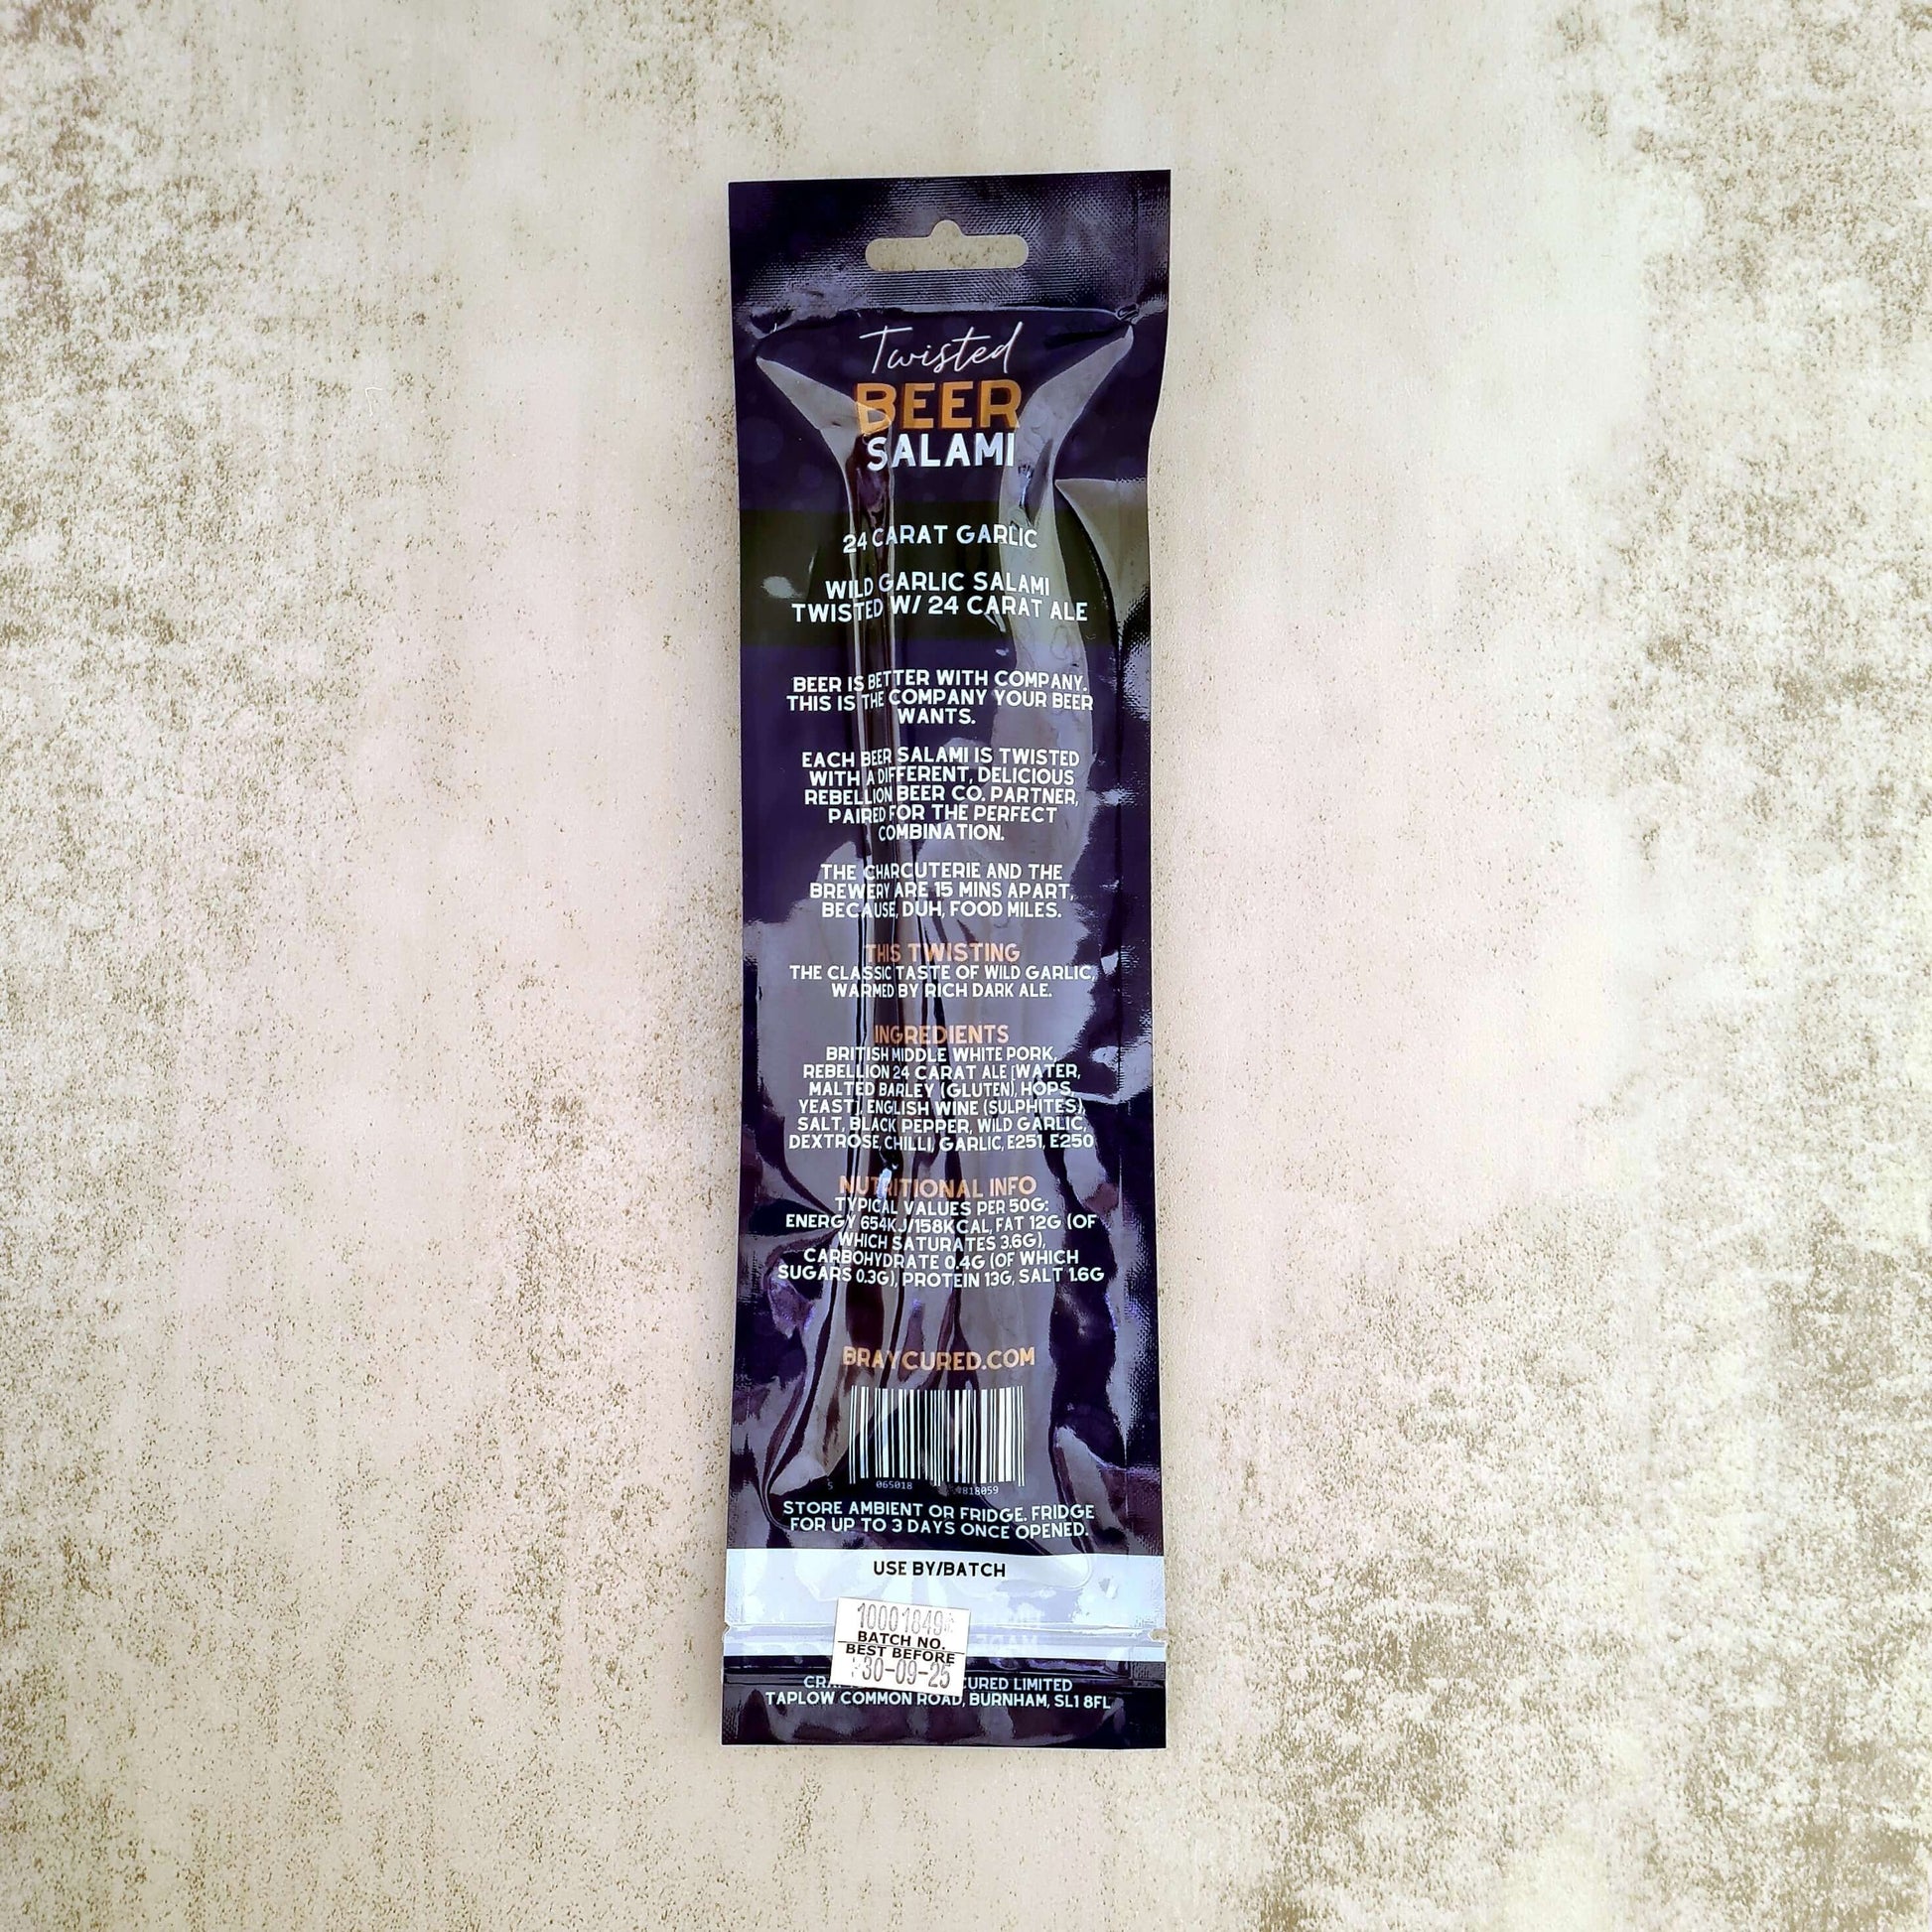 Twisted
BEER
SALAMI
24 CARAT GARLIC
WILD GARLIC SALAMI
TWISTED W/ 24 CARAT ALE
BEER IS BETTER WITH COMPANY.
THIS IS THE COMPANY YOUR BEER
WANTS.
EACH BEER SALAMI IS TWISTED
WITH A DIFFERENT, DELICIOUS
REBELLION BEER CO. PARTNER,
PAIRED FOR THE PERFECT
COMBINATION.
THE CHARCUTERIE AND THE
BREWERY ARE 15 MINS APART,
BECAUSE, DUH, FOOD MILES.
THIS TWISTING
THE CLASSIC TASTE OF WILD GARLIC,
WARMED BY RICH DARK ALE.
INGREDIENTS
BRITISH MIDDLE WHITE PORK,
REBELLION 24 CARAT ALE [WATER,
MALTED BARLEY (GLUTEN), HOPS,
YEAST], ENGLISH WINE (SULPHITES),
SALT, BLACK PEPPER, WILD GARLIC,
DEXTROSE, CHILLI, GARLIC, E251, E250
NUTRITIONAL INFO
TYPICAL VALUES PER 50G:
ENERGY 654KJ/158KCAL, FAT 12G (OF
WHICH SATURATES 3.6G),
CARBOHYDRATE 0.4G (OF WHICH
SUGARS 0.3G), PROTEIN 13G, SALT 1.6G
BRAYCURED.COM
5 065018 818059
STORE AMBIENT OR FRIDGE. FRIDGE
FOR UP TO 3 DAYS ONCE OPENED.
USE BY/BATCH
10001849
BATCH NO.
BEST BEFORE
30-09-25
CURED LIMITED
TAPLOW COMMON ROAD, BURNHAM, SL1 8FL